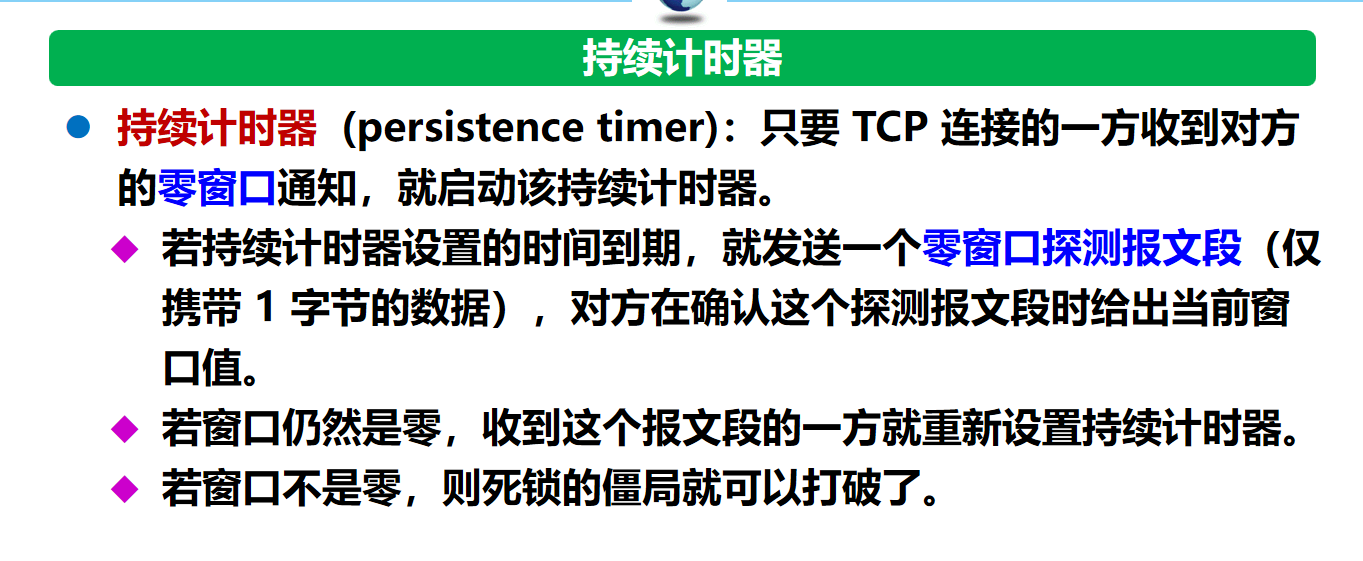 持续计时器
持续计时器 (persistence timer)：只要 TCP 连接的一方收到对方
的零窗口通知，就启动该持续计时器。
若持续计时器设置的时间到期，就发送一个零窗口探测报文段（仅
携带 1 字节的数据），对方在确认这个探测报文段时给出当前窗
口值。
若窗口仍然是零，收到这个报文段的一方就重新设置持续计时器。
若窗口不是零，则死锁的僵局就可以打破了。